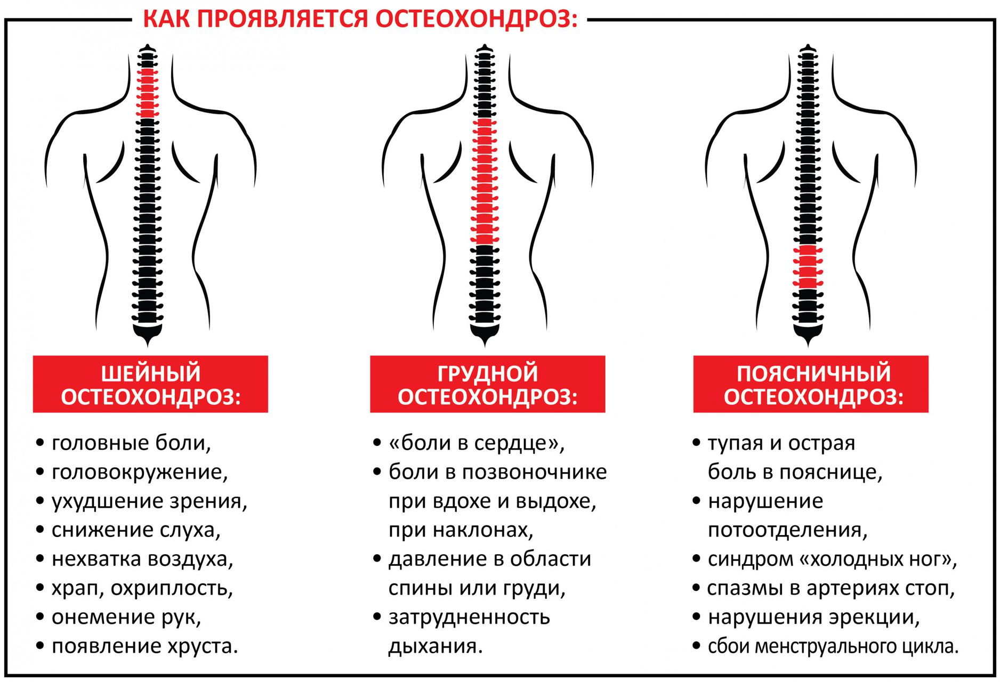 КАК ПРОЯВЛЯЕТСЯ ОСТЕОХОНДРОЗ:
ШЕЙНЫЙ
ОСТЕОХОНДРОЗ:
• головные боли,
• головокружение,
• ухудшение зрения,
• снижение слуха,
• нехватка воздуха,
• храп, охриплость,
• онемение рук,
• появление хруста.
ГРУДНОЙ
ОСТЕОХОНДРОЗ:
• «боли в сердце»,
• боли в позвоночнике
при вдохе и выдохе,
при наклонах,
• давление в области
спины или груди,
• затрудненность
дыхания.
ПОЯСНИЧНЫЙ
ОСТЕОХОНДРОЗ:
• тупая и острая
боль в пояснице,
• нарушение
потоотделения,
• синдром «холодных ног»,
• спазмы в артериях стоп,
• нарушения эрекции,
• сбои менструального цикла.